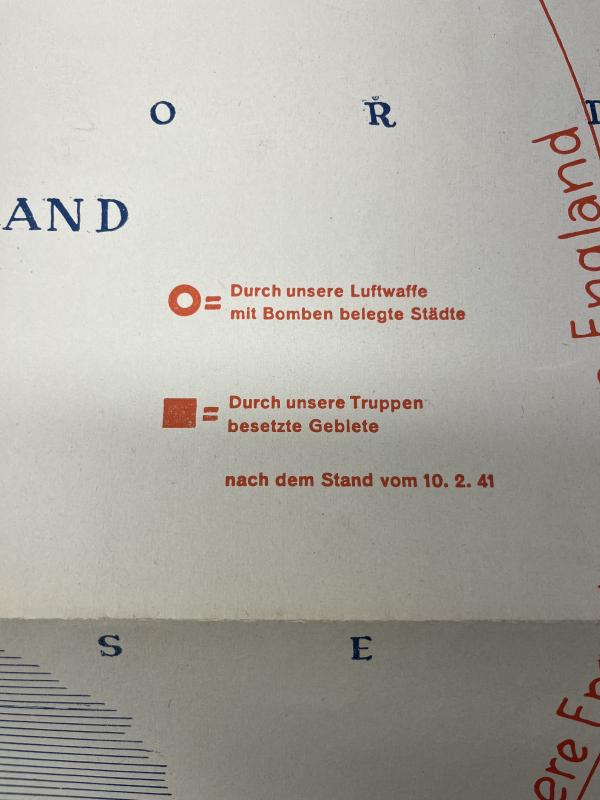 O R D
AND
England
= Durch unsere Luftwaffe
mit Bomben belegte Städte
= Durch unsere Truppen
besetzte Gebiete
nach dem Stand vom 10. 2. 41
S E